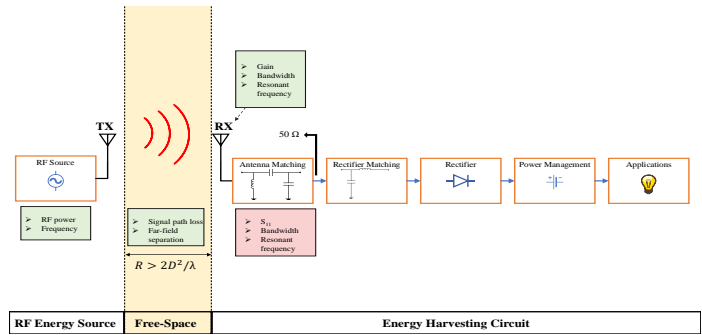 ➢ Gain
➢ Bandwidth
➢ Resonant
frequency
TX
RX
50 Ω
RF Source
Antenna Matching
Rectifier Matching
Rectifier
Power Management
Applications
➢ RF power
➢ Frequency
➢ Signal path loss
➢ Far-field
separation
➢ S₁₁
➢ Bandwidth
➢ Resonant
frequency
R > 2D²/λ
RF Energy Source
Free-Space
Energy Harvesting Circuit